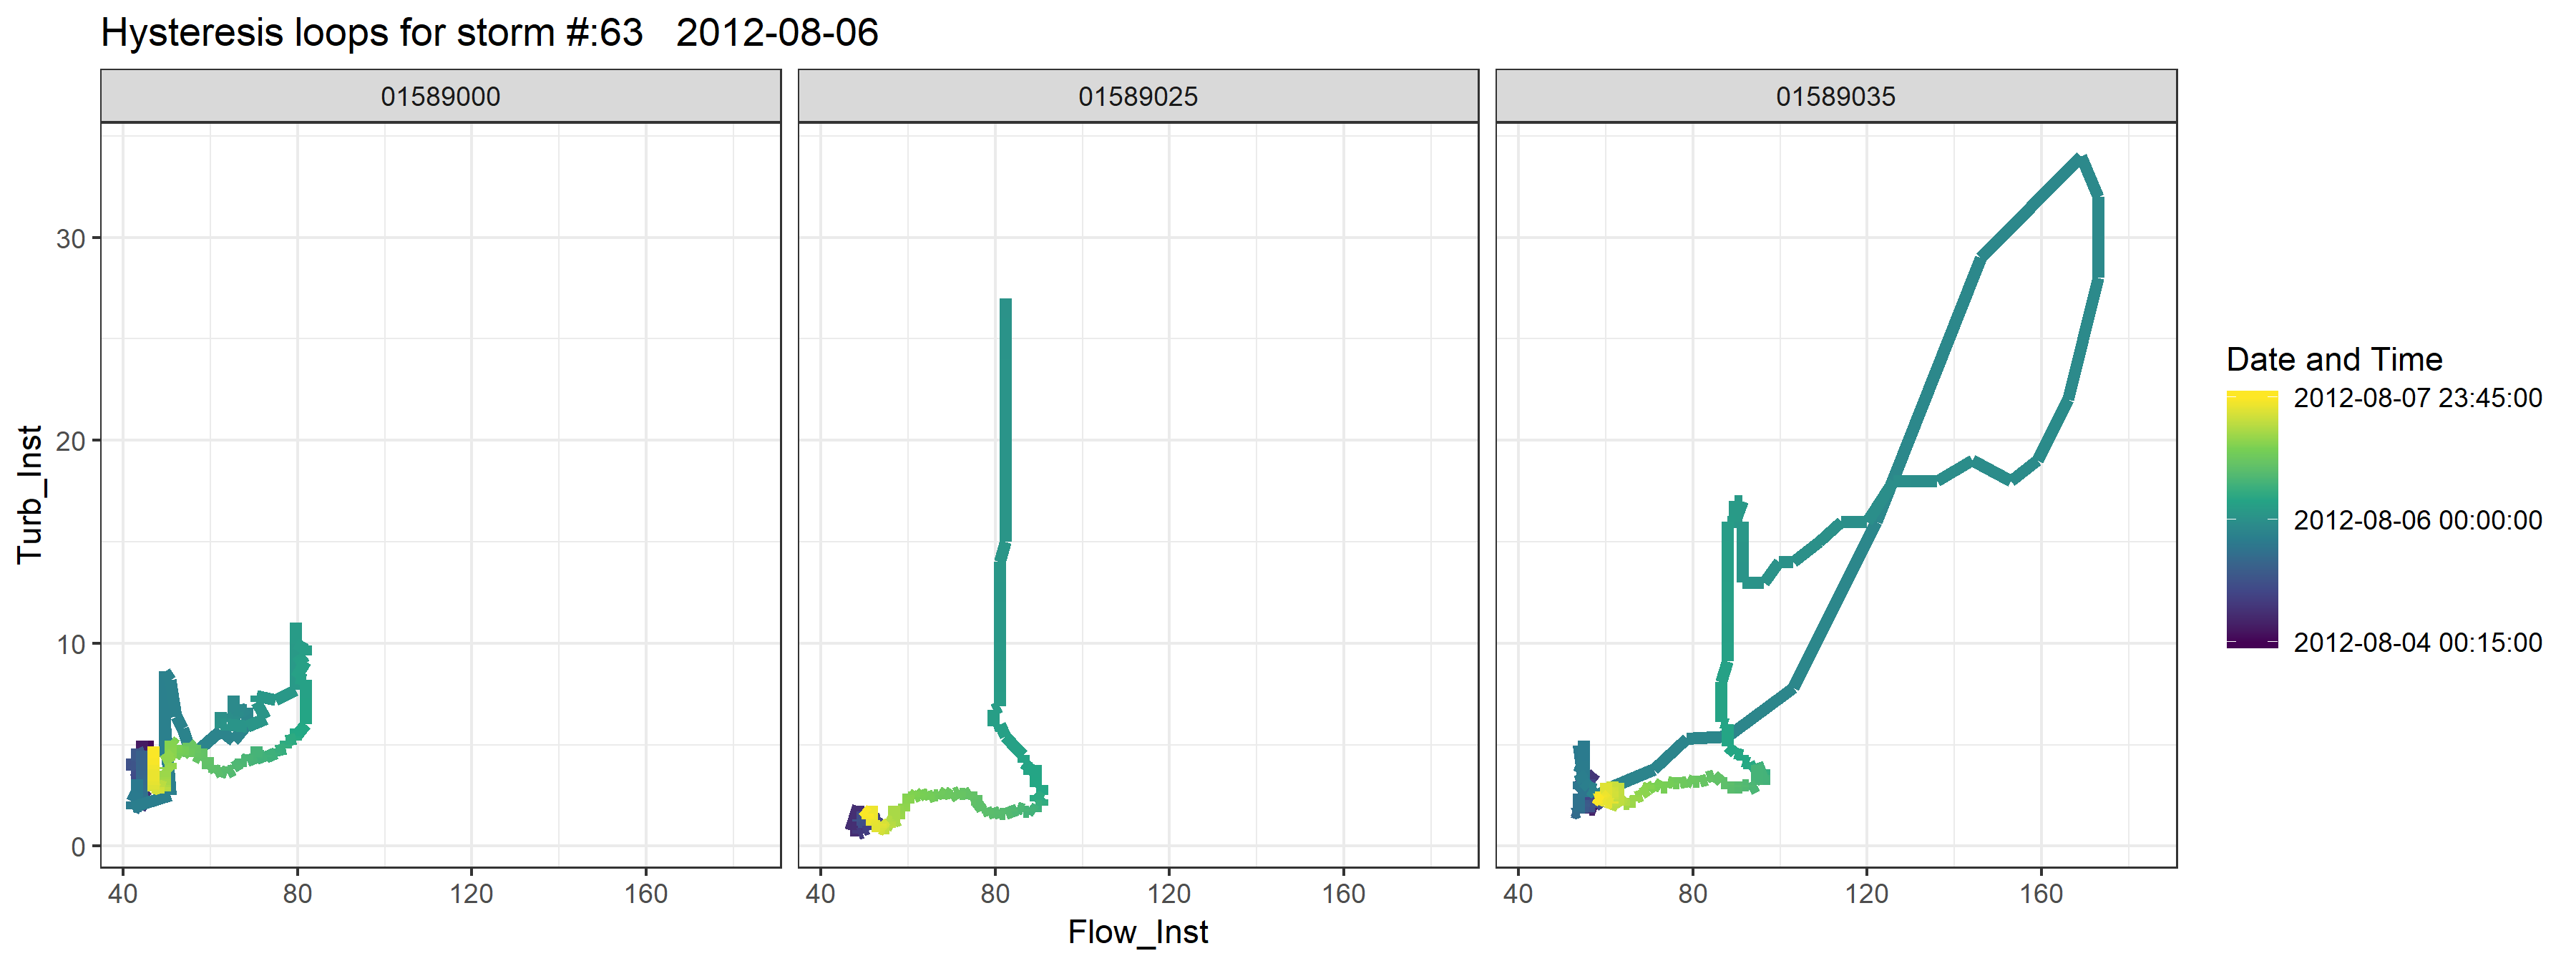 Hysteresis loops for storm #:63   2012-08-06
01589000
01589025
01589035
Turb_Inst
30
20
10
0
40 80 120 160
40 80 120 160
40 80 120 160
Flow_Inst
Date and Time
2012-08-07 23:45:00
2012-08-06 00:00:00
2012-08-04 00:15:00